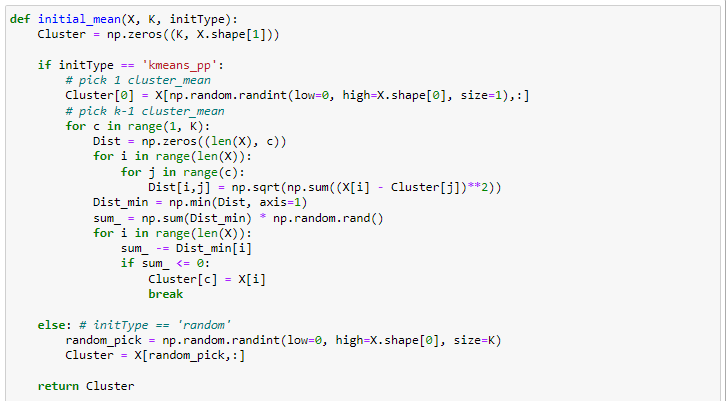 def initial_mean(X, K, initType):
    Cluster = np.zeros((K, X.shape[1]))

    if initType == 'kmeans_pp':
        # pick 1 cluster_mean
        Cluster[0] = X[np.random.randint(low=0, high=X.shape[0], size=1),:]
        # pick k-1 cluster_mean
        for c in range(1, K):
            Dist = np.zeros((len(X), c))
            for i in range(len(X)):
                for j in range(c):
                    Dist[i,j] = np.sqrt(np.sum((X[i] - Cluster[j])**2))
            Dist_min = np.min(Dist, axis=1)
            sum_ = np.sum(Dist_min) * np.random.rand()
            for i in range(len(X)):
                sum_ -= Dist_min[i]
                if sum_ <= 0:
                    Cluster[c] = X[i]
                    break

    else: # initType == 'random'
        random_pick = np.random.randint(low=0, high=X.shape[0], size=K)
        Cluster = X[random_pick,:]

    return Cluster